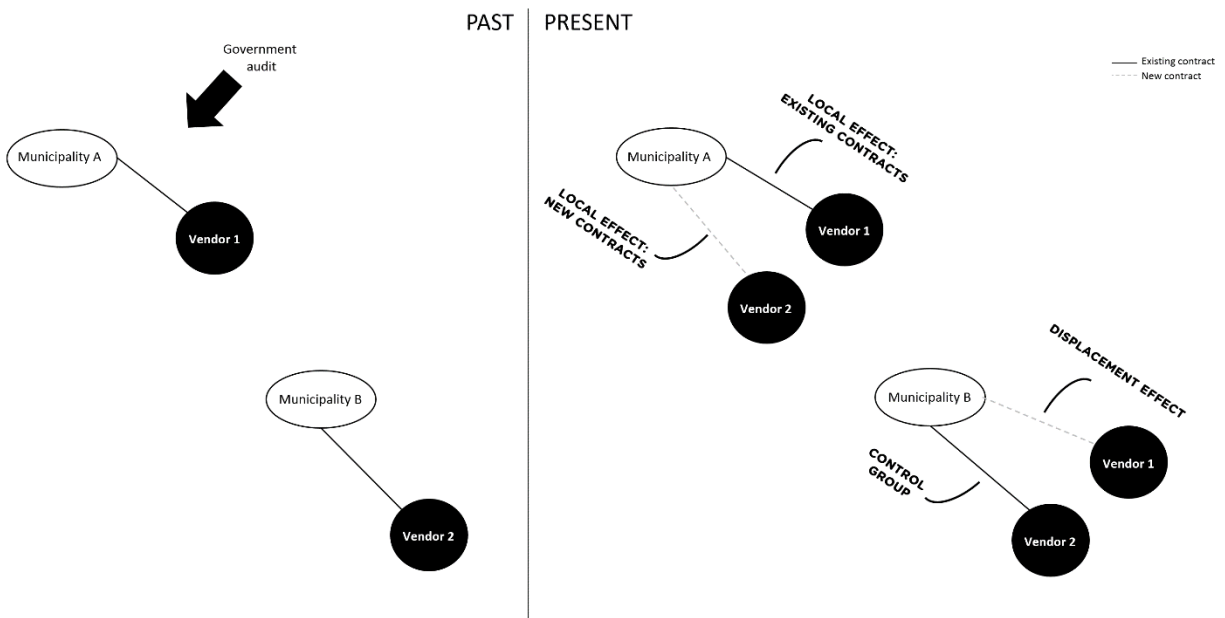 PAST
PRESENT
Government
audit
Municipality A
Vendor 1
Municipality B
Vendor 2
Existing contract
New contract
LOCAL EFFECT:
EXISTING CONTRACTS
Municipality A
LOCAL EFFECT:
NEW CONTRACTS
Vendor 1
Vendor 2
DISPLACEMENT EFFECT
Municipality B
CONTROL
GROUP
Vendor 1
Vendor 2